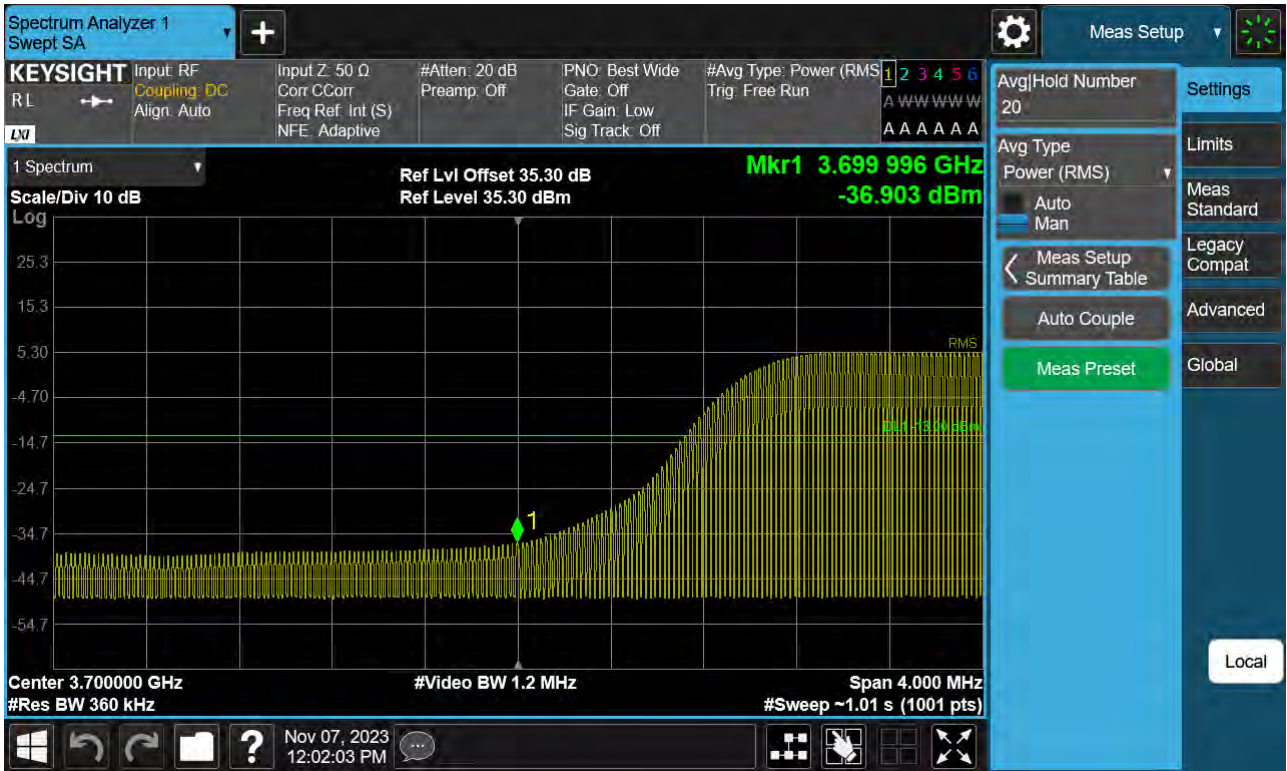 Spectrum Analyzer 1
Swept SA
+
Meas Setup
KEYSIGHT
RL
LXI
Input: RF
Coupling: DC
Align: Auto
Input Z: 50 Ω
Corr CCorr
Freq Ref: Int (S)
NFE: Adaptive
#Atten: 20 dB
Preamp: Off
PNO: Best Wide
Gate: Off
IF Gain: Low
Sig Track: Off
#Avg Type: Power (RMS
Trig: Free Run
1 2 3 4 5 6
A W W W W W
A A A A A A
1 Spectrum
Scale/Div 10 dB
Log
Ref Lvl Offset 35.30 dB
Ref Level 35.30 dBm
Mkr1 3.699 996 GHz
-36.903 dBm
25.3
15.3
5.30
-4.70
-14.7
-24.7
-34.7
-44.7
-54.7
RMS
DL1 -13.00 dBm
1
Center 3.700000 GHz
#Res BW 360 kHz
#Video BW 1.2 MHz
Span 4.000 MHz
#Sweep ~1.01 s (1001 pts)
Avg|Hold Number
20
Avg Type
Power (RMS)
Auto
Man
Meas Setup
Summary Table
Auto Couple
Meas Preset
Settings
Limits
Meas
Standard
Legacy
Compat
Advanced
Global
Local
?
Nov 07, 2023
12:02:03 PM